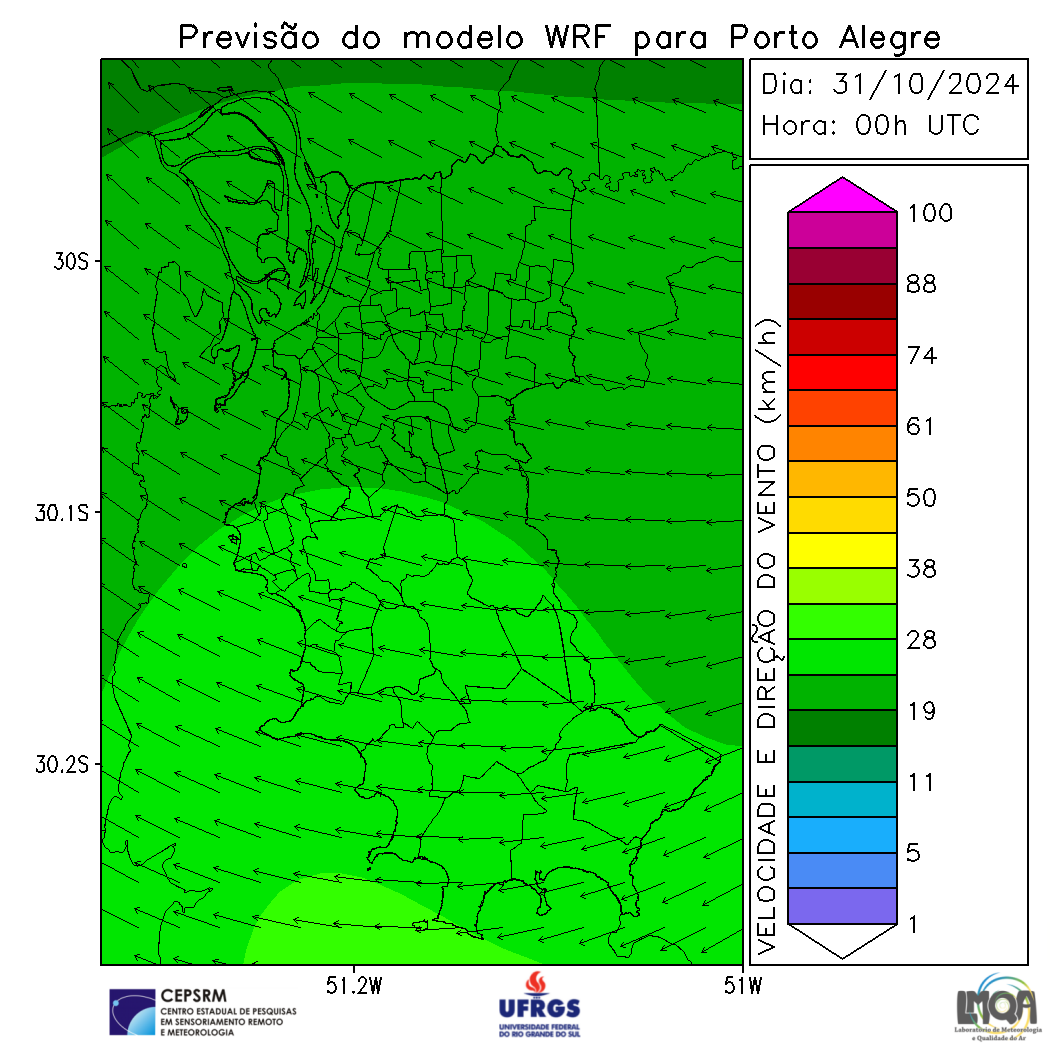 Previsão do modelo WRF para Porto Alegre
Dia: 31/10/2024
Hora: 00h UTC
30S
30.1S
30.2S
51.2W
51W
VELOCIDADE E DIREÇÃO DO VENTO (km/h)
100
88
74
61
50
38
28
19
11
5
1
CEPSRM
CENTRO ESTADUAL DE PESQUISAS
EM SENSORIAMENTO REMOTO
E METEOROLOGIA
UFRGS
UNIVERSIDADE FEDERAL
DO RIO GRANDE DO SUL
LMQA
Laboratório de Meteorologia
e Qualidade do Ar